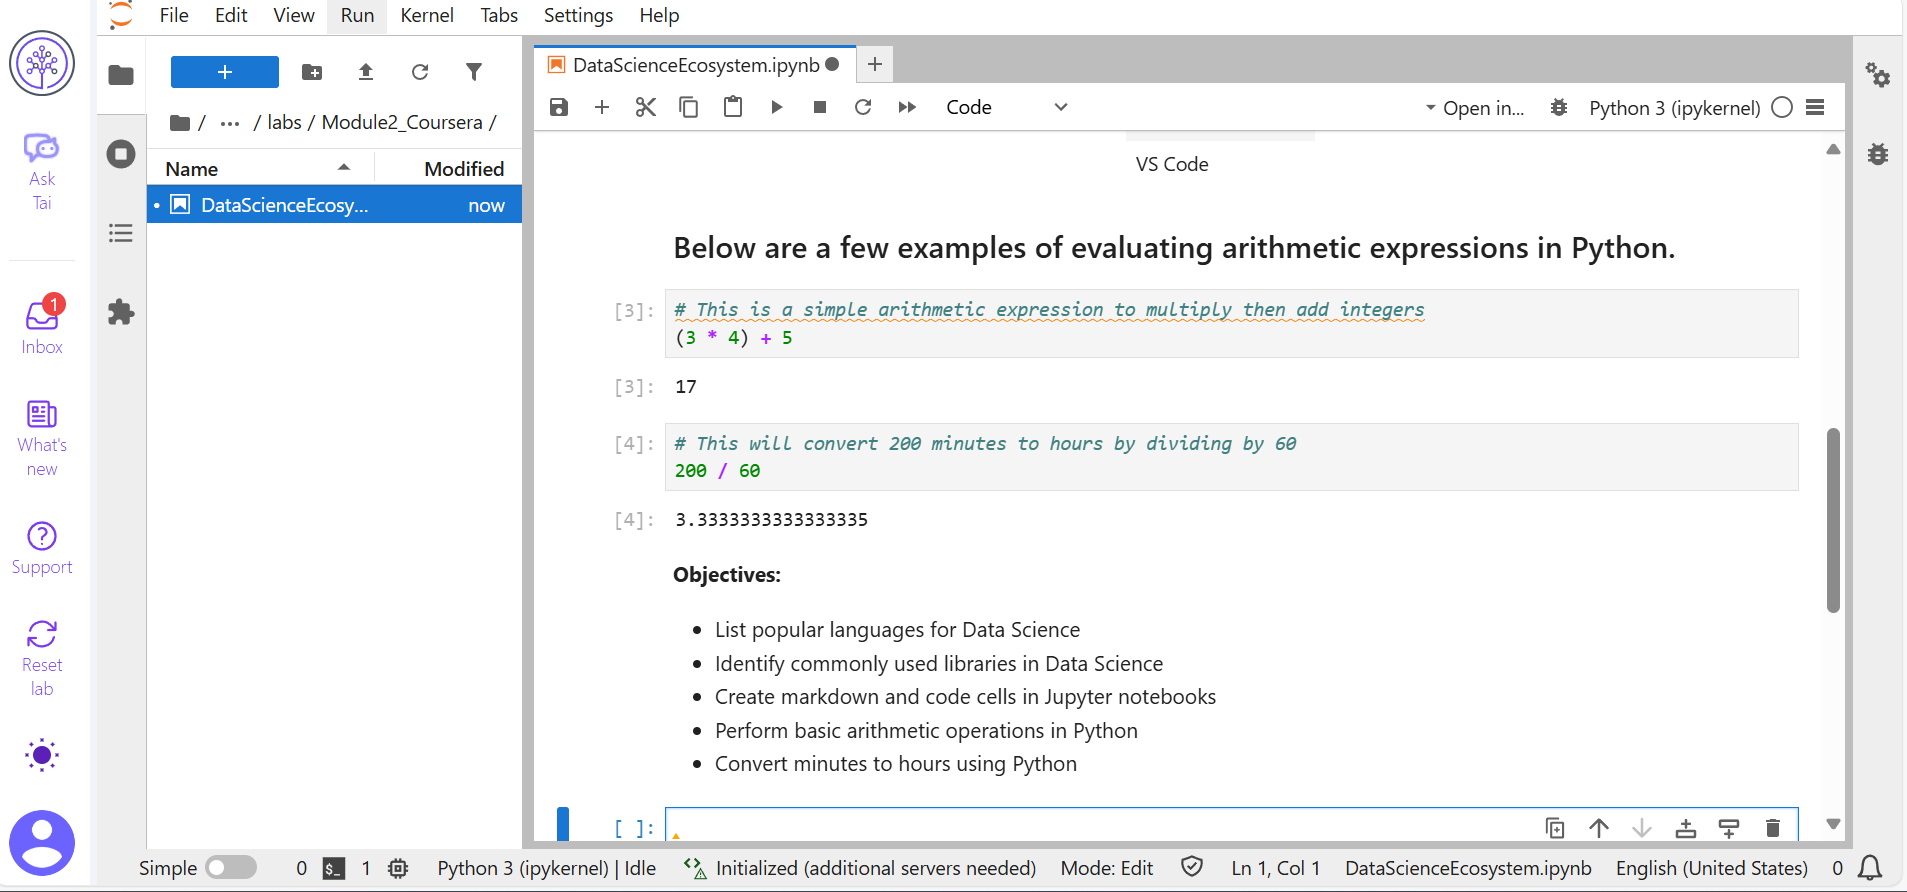 File Edit View Run Kernel Tabs Settings Help
Ask
Tai
1
Inbox
What's
new
Support
Reset
lab
/ ... / labs / Module2_Coursera /
Name Modified
DataScienceEcosy... now
DataScienceEcosystem.ipynb
Code
Open in...
Python 3 (ipykernel)
VS Code
Below are a few examples of evaluating arithmetic expressions in Python.
[3]: # This is a simple arithmetic expression to multiply then add integers
(3 * 4) + 5
[3]: 17
[4]: # This will convert 200 minutes to hours by dividing by 60
200 / 60
[4]: 3.3333333333333335
Objectives:
• List popular languages for Data Science
• Identify commonly used libraries in Data Science
• Create markdown and code cells in Jupyter notebooks
• Perform basic arithmetic operations in Python
• Convert minutes to hours using Python
[ ]:
Simple 0 $_ 1 Python 3 (ipykernel) | Idle Initialized (additional servers needed) Mode: Edit Ln 1, Col 1 DataScienceEcosystem.ipynb English (United States) 0